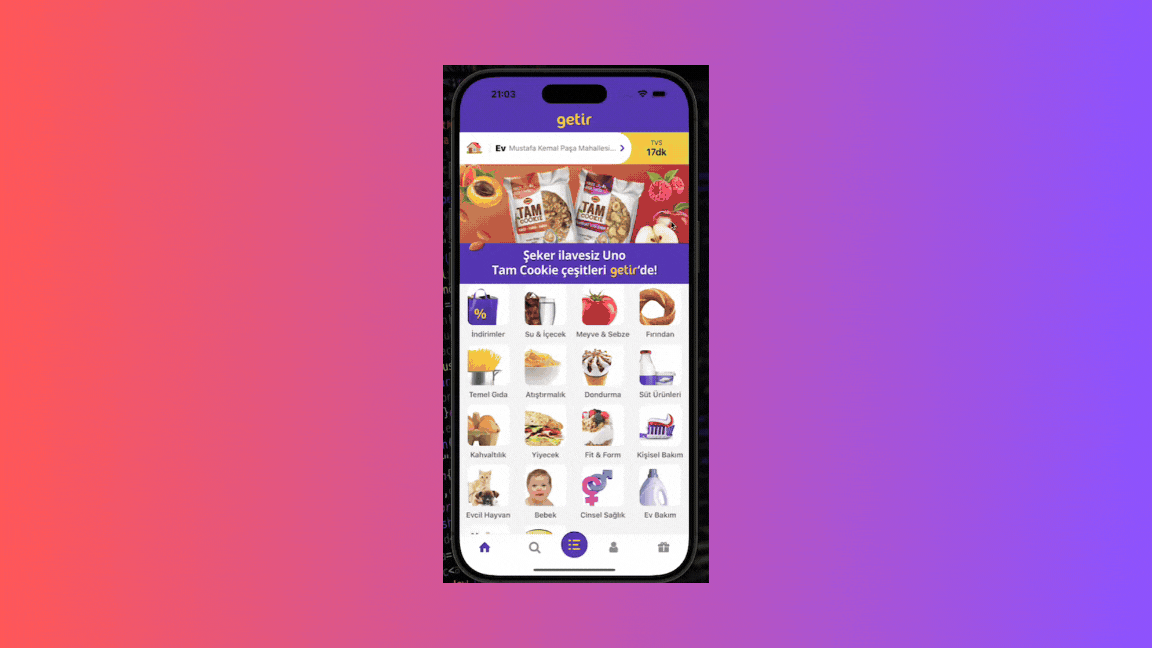 21:03
getir
Ev Mustafa Kemal Paşa Mahallesi...
TVS
17dk
TAM
COOKIE
TAM
COOKIE
Şeker ilavesiz Uno
Tam Cookie çeşitleri getir'de!
%
İndirimler
Su & İçecek
Meyve & Sebze
Fırından
Temel Gıda
Atıştırmalık
Dondurma
Süt Ürünleri
Kahvaltılık
Yiyecek
Fit & Form
Kişisel Bakım
Evcil Hayvan
Bebek
Cinsel Sağlık
Ev Bakım